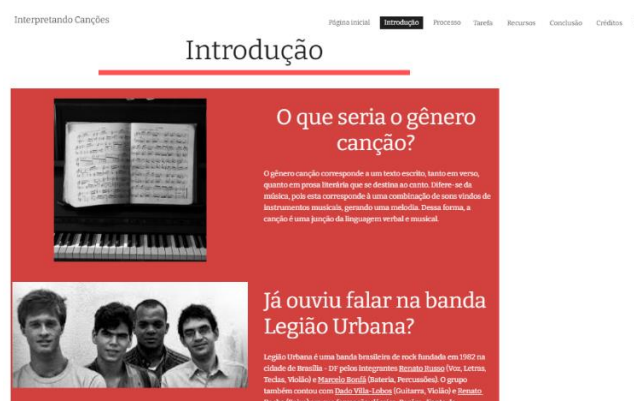 Interpretando Canções
Página Inicial Introdução Processo Tarefa Recursos Conclusão Créditos
Introdução
O que seria o gênero
canção?
O gênero canção corresponde a um texto escrito, tanto em verso,
quanto em prosa literária que se destina ao canto. Difere-se da
música, pois esta corresponde à uma combinação de sons vindos de
instrumentos musicais, gerando uma melodia. Dessa forma, a
canção é uma junção da linguagem verbal e musical.
Já ouviu falar na banda
Legião Urbana?
Legião Urbana é uma banda brasileira de rock fundada em 1982 na
cidade de Brasília - DF pelos integrantes Renato Russo (Voz, Letras,
Teclas, Violão) e Marcelo Bonfá (Bateria, Percussões). O grupo
também contou com Dado Villa-Lobos (Guitarra, Violão) e Renato